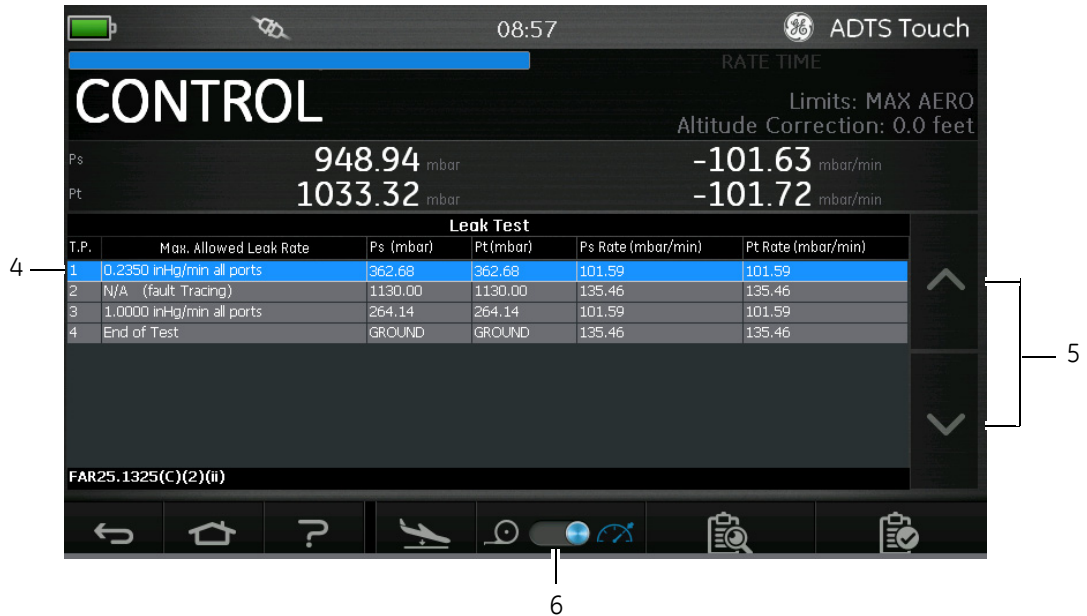 08:57 ADTS Touch
RATE TIME
CONTROL
Limits: MAX AERO
Altitude Correction: 0.0 feet
Ps 948.94 mbar -101.63 mbar/min
Pt 1033.32 mbar -101.72 mbar/min
Leak Test
T.P. Max. Allowed Leak Rate Ps (mbar) Pt(mbar) Ps Rate (mbar/min) Pt Rate (mbar/min)
4 1 0.2350 inHg/min all ports 362.68 362.68 101.59 101.59
2 N/A (fault Tracing) 1130.00 1130.00 135.46 135.46
3 1.0000 inHg/min all ports 264.14 264.14 101.59 101.59
4 End of Test GROUND GROUND 135.46 135.46
5
FAR25.1325(C)(2)(ii)
?
6